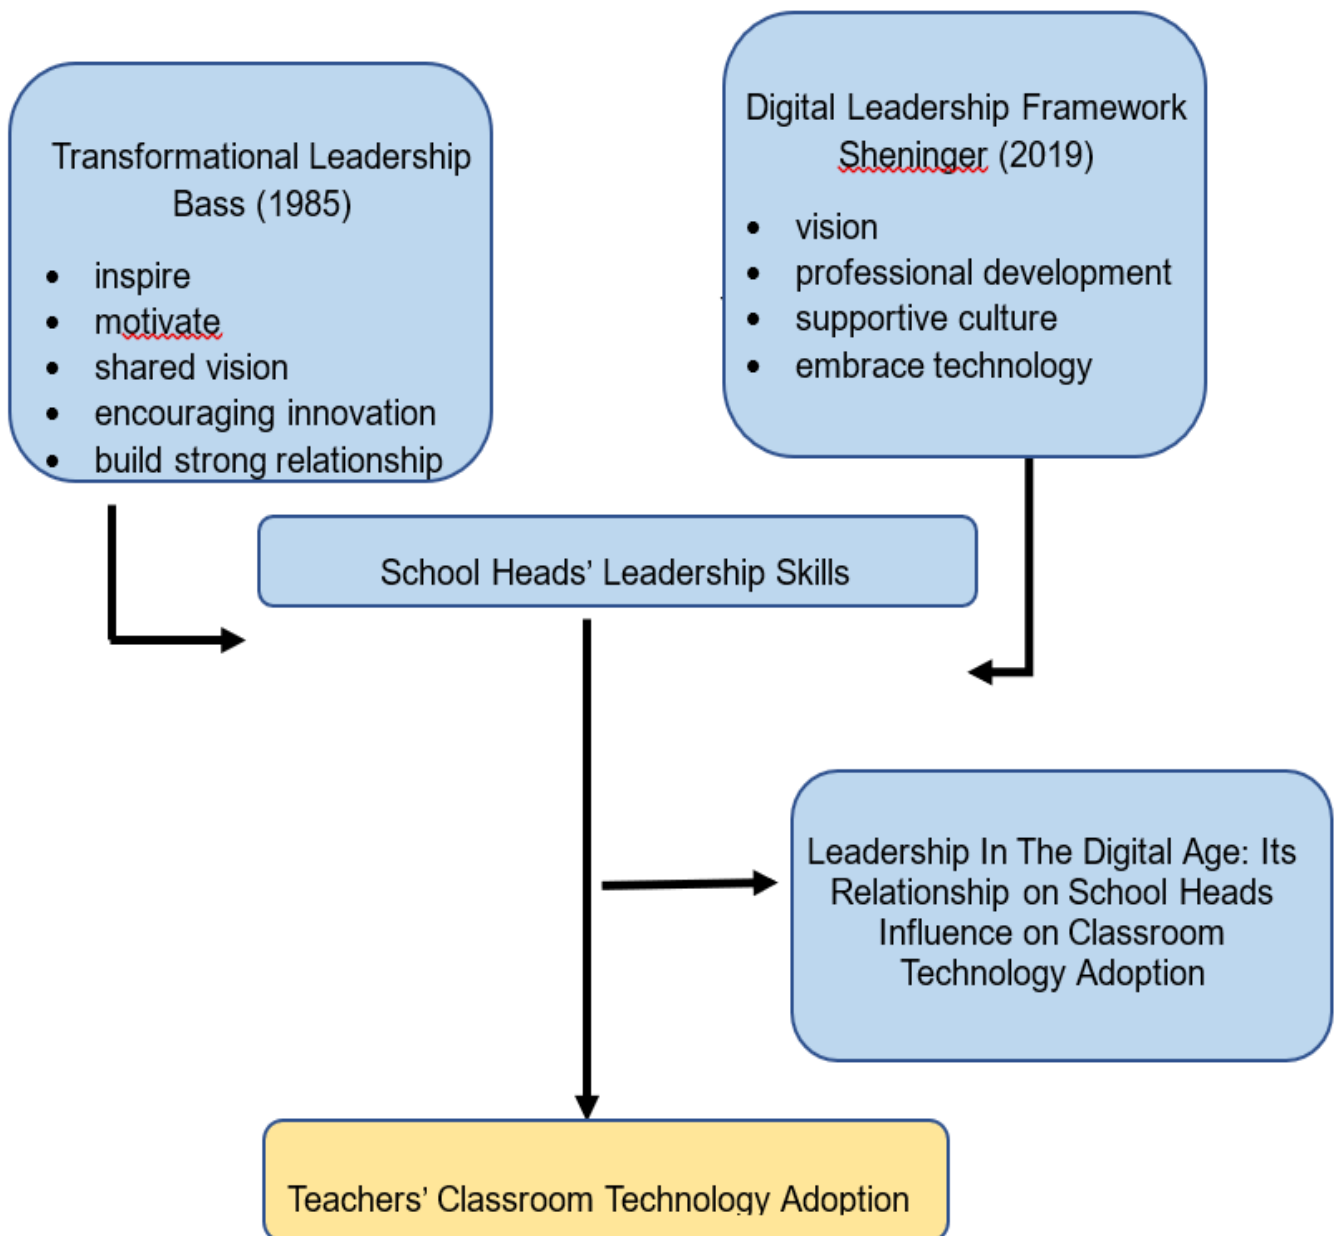 Transformational Leadership
Bass (1985)
• inspire
• motivate
• shared vision
• encouraging innovation
• build strong relationship
Digital Leadership Framework
Sheninger (2019)
• vision
• professional development
• supportive culture
• embrace technology
School Heads’ Leadership Skills
Leadership In The Digital Age: Its
Relationship on School Heads
Influence on Classroom
Technology Adoption
Teachers’ Classroom Technology Adoption